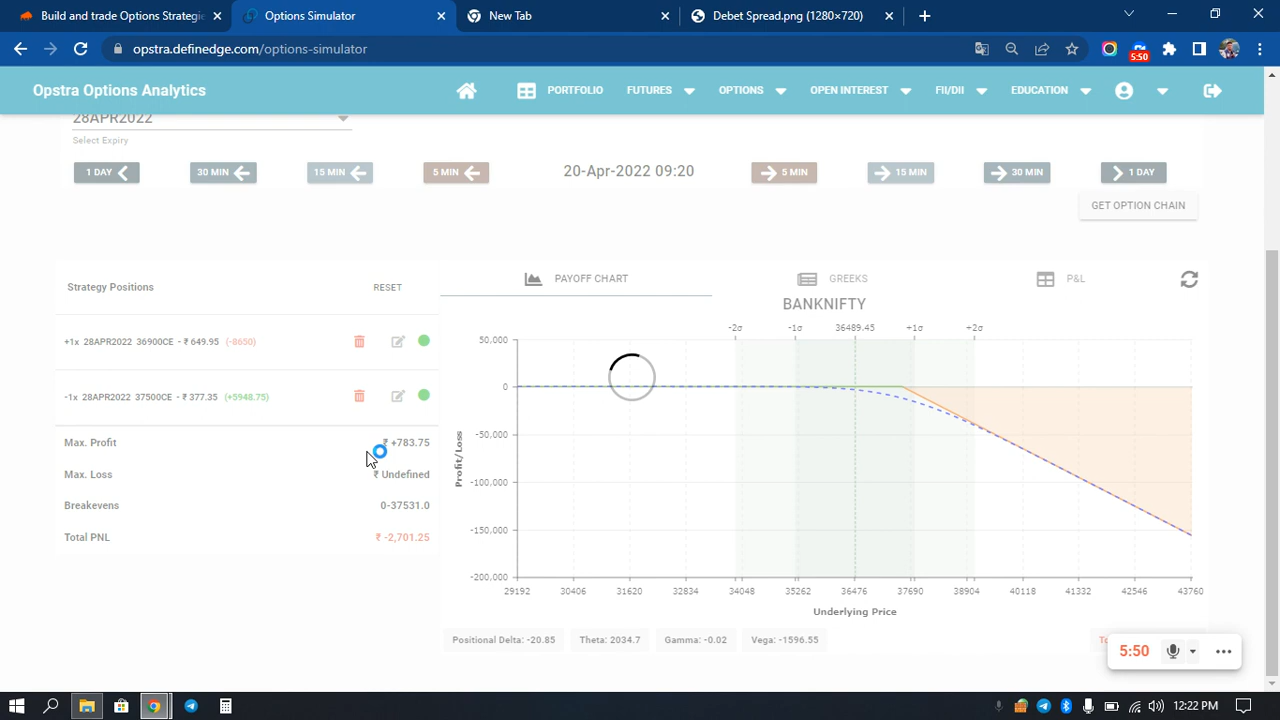 Build and trade Options Strategie
Options Simulator
New Tab
Debet Spread.png (1280×720)
opstra.definedge.com/options-simulator
5:50
Opstra Options Analytics
PORTFOLIO
FUTURES
OPTIONS
OPEN INTEREST
FII/DII
EDUCATION
28APR2022
Select Expiry
1 DAY
30 MIN
15 MIN
5 MIN
20-Apr-2022 09:20
5 MIN
15 MIN
30 MIN
1 DAY
GET OPTION CHAIN
Strategy Positions
RESET
PAYOFF CHART
GREEKS
P&L
BANKNIFTY
-2σ -1σ 36489.45 +1σ +2σ
+1x 28APR2022 36900CE - ₹ 649.95 (-8650)
-1x 28APR2022 37500CE - ₹ 377.35 (+5948.75)
Max. Profit ₹ +783.75
Max. Loss ₹ Undefined
Breakevens 0-37531.0
Total PNL ₹ -2,701.25
Profit/Loss
50,000
0
-50,000
-100,000
-150,000
-200,000
29192 30406 31620 32834 34048 35262 36476 37690 38904 40118 41332 42546 43760
Underlying Price
Positional Delta: -20.85
Theta: 2034.7
Gamma: -0.02
Vega: -1596.55
5:50
12:22 PM